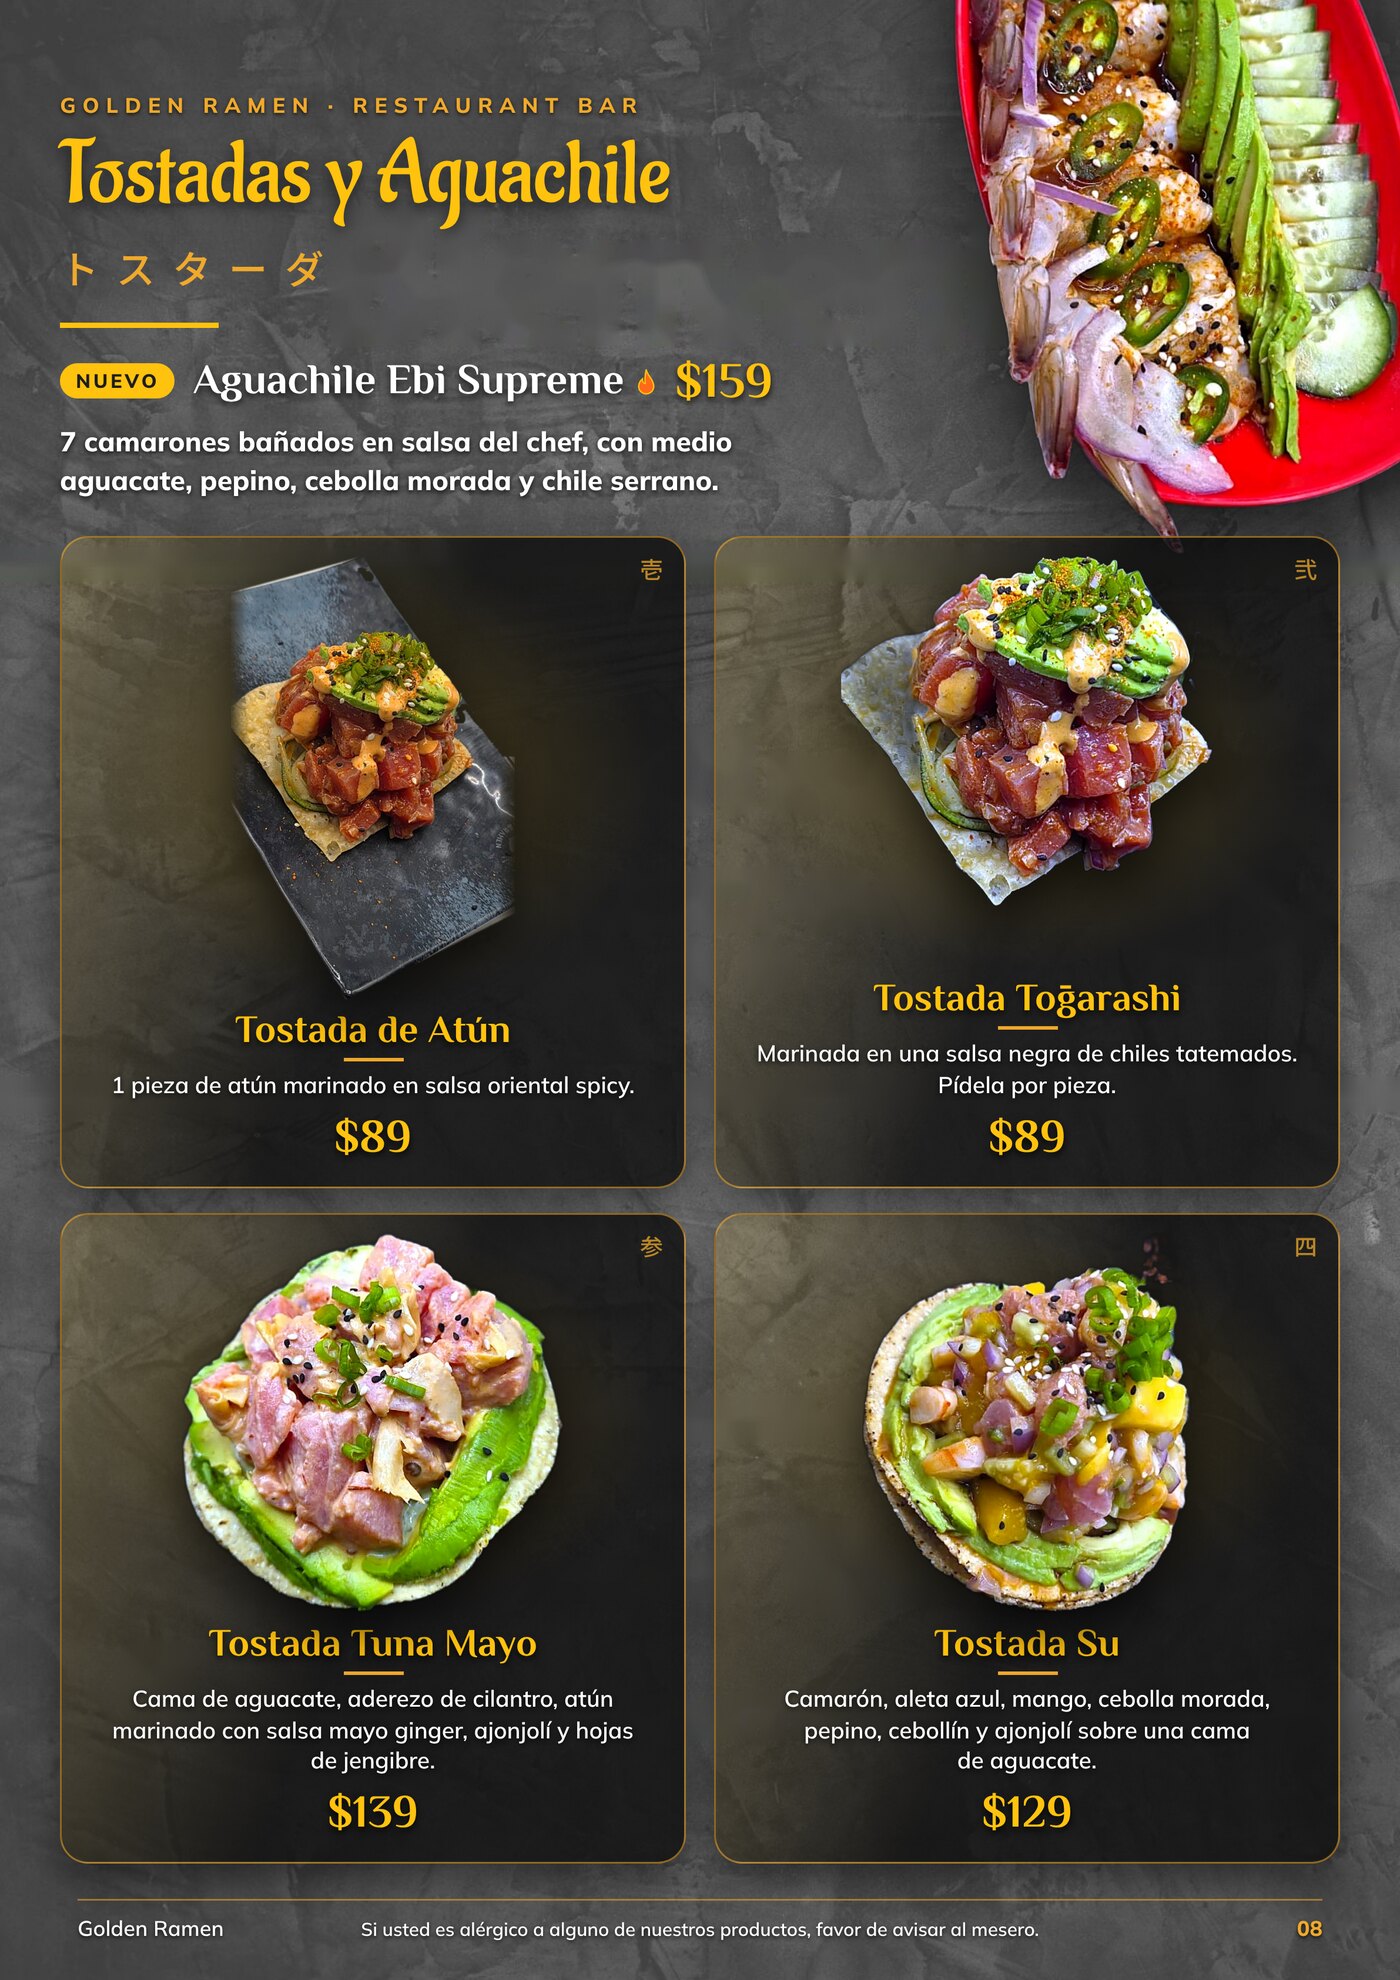 GOLDEN RAMEN · RESTAURANT BAR
Tostadas y Aguachile
トスターダ
NUEVO Aguachile Ebi Supreme 🔥 $159
7 camarones bañados en salsa del chef, con medio
aguacate, pepino, cebolla morada y chile serrano.
壱
Tostada de Atún
1 pieza de atún marinado en salsa oriental spicy.
$89
弐
Tostada Toḡarashi
Marinada en una salsa negra de chiles tatemados.
Pídela por pieza.
$89
参
Tostada Tuna Mayo
Cama de aguacate, aderezo de cilantro, atún
marinado con salsa mayo ginger, ajonjolí y hojas
de jengibre.
$139
四
Tostada Su
Camarón, aleta azul, mango, cebolla morada,
pepino, cebollín y ajonjolí sobre una cama
de aguacate.
$129
Golden Ramen
Si usted es alérgico a alguno de nuestros productos, favor de avisar al mesero.
08